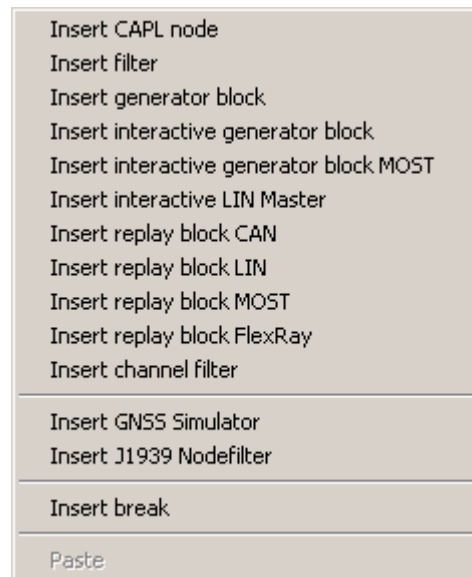 Insert CAPL node
Insert filter
Insert generator block
Insert interactive generator block
Insert interactive generator block MOST
Insert interactive LIN Master
Insert replay block CAN
Insert replay block LIN
Insert replay block MOST
Insert replay block FlexRay
Insert channel filter
Insert GNSS Simulator
Insert J1939 Nodefilter
Insert break
Paste